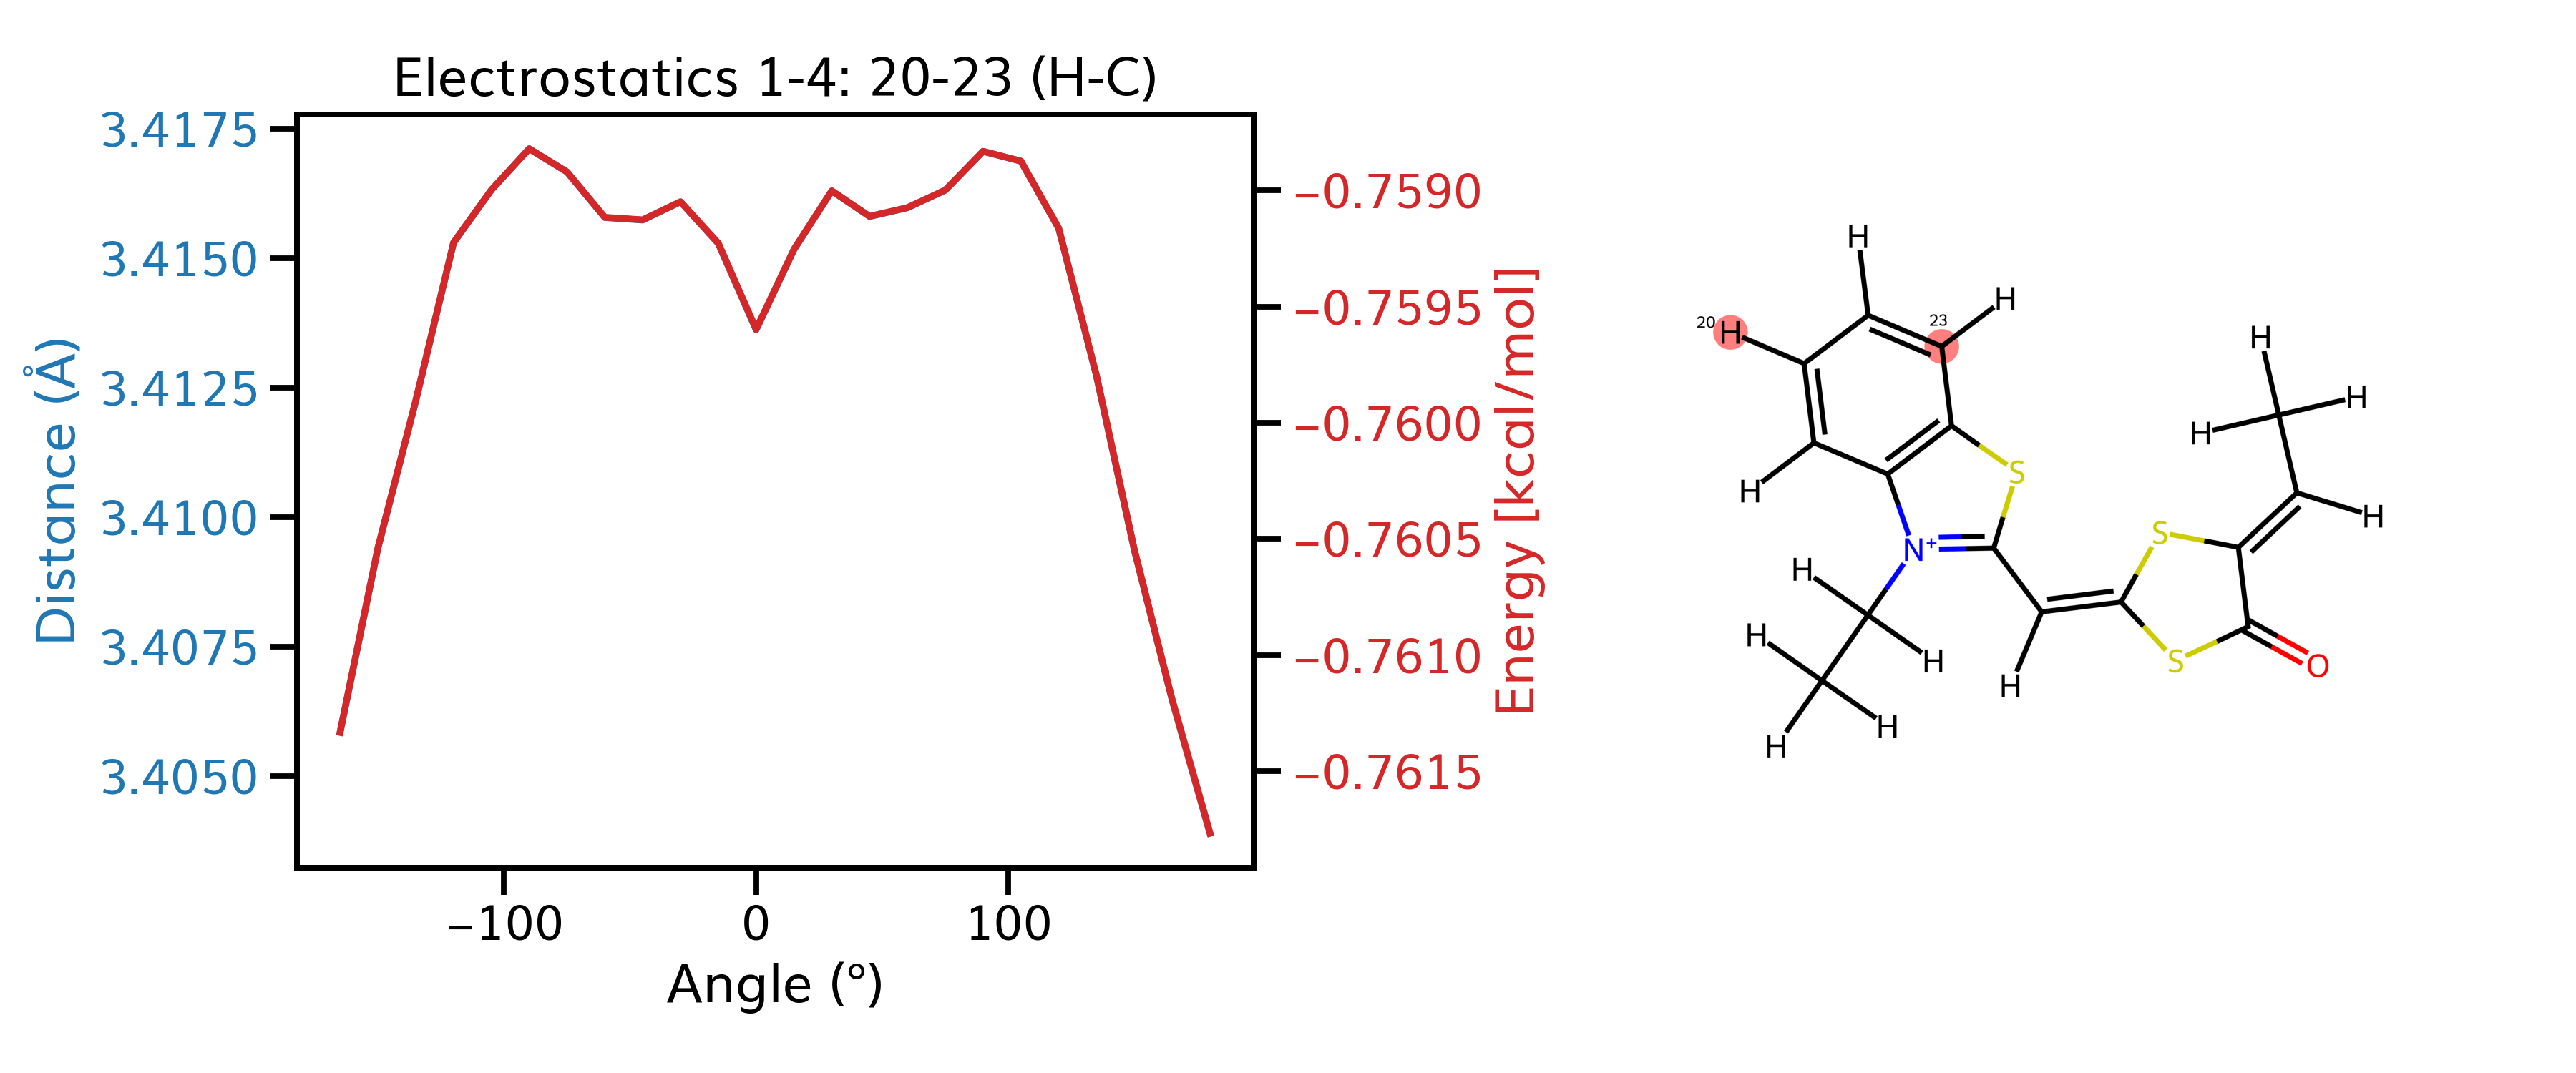 Electrostatics 1-4: 20-23 (H-C)
3.4175
3.4150
3.4125
3.4100
3.4075
3.4050
Distance (Å)
−0.7590
−0.7595
−0.7600
−0.7605
−0.7610
−0.7615
Energy [kcal/mol]
−100 0 100
Angle (°)
H
H
20 H
23
H
H
H
H
S
H
S
N+
H
H
H
H
S
O
H
H
H